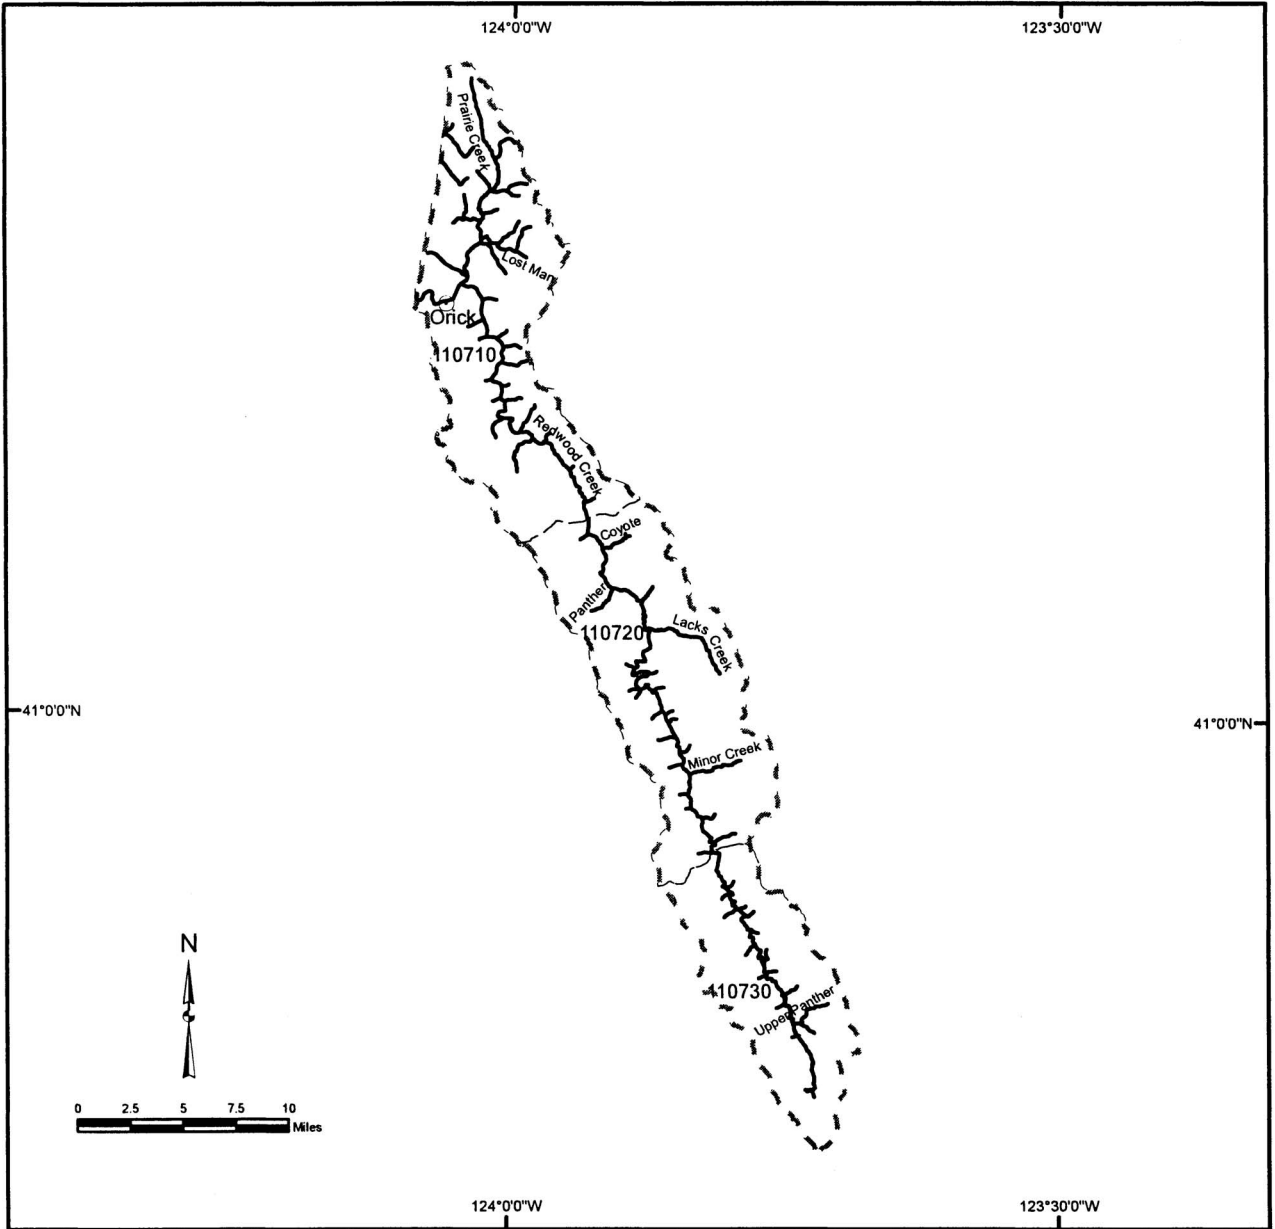 124°0'0"W
123°30'0"W
Prairie Creek
Lost Man
Orick
110710
Redwood Creek
Coyote
Panther
110720
Lacks Creek
41°0'0"N
41°0'0"N
Minor Creek
N
110730
Upper Panther
0 2.5 5 7.5 10
Miles
124°0'0"W
123°30'0"W